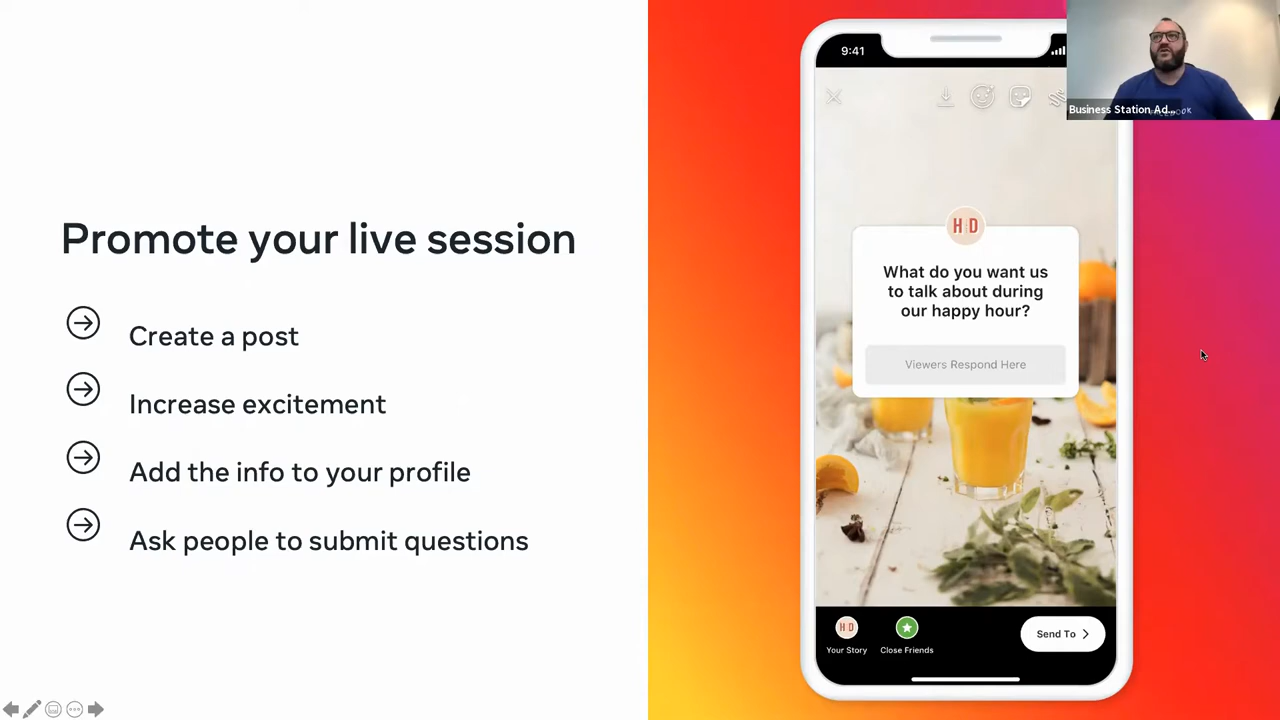 Promote your live session
Create a post
Increase excitement
Add the info to your profile
Ask people to submit questions
9:41
H D
What do you want us
to talk about during
our happy hour?
Viewers Respond Here
H D
Your Story
Close Friends
Send To
Business Station Ad...